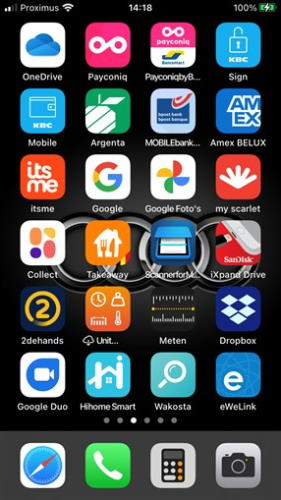 Proximus 14:18 100%
payconiq
Bancontact
OneDrive Payconiq PayconiqbyB... Sign
KBC bpost bank AM
bpost banque EX
KBC
Mobile Argenta MOBILEbank... Amex BELUX
its
me
itsme Google Google Foto's my scarlet
SanDisk
Collect Takeaway ScannerforM... iXpand Drive
2
2dehands Unit... Meten Dropbox
e
Google Duo Hihome Smart Wakosta eWeLink